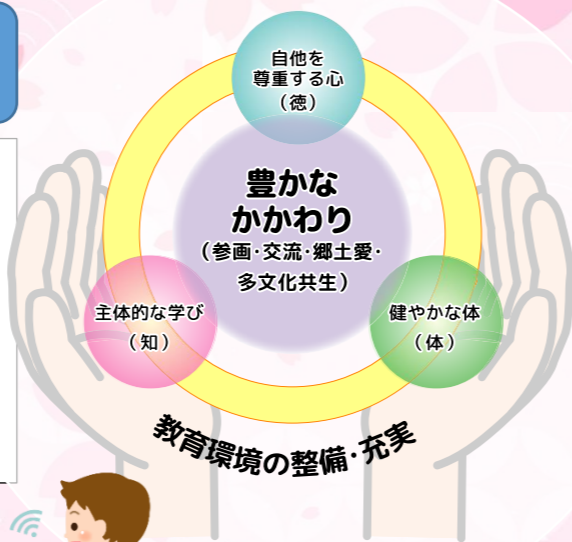 自他を
尊重する心
（徳）
豊かな
かかわり
（参画・交流・郷土愛・
多文化共生）
主体的な学び
（知）
健やかな体
（体）
教育環境の整備・充実